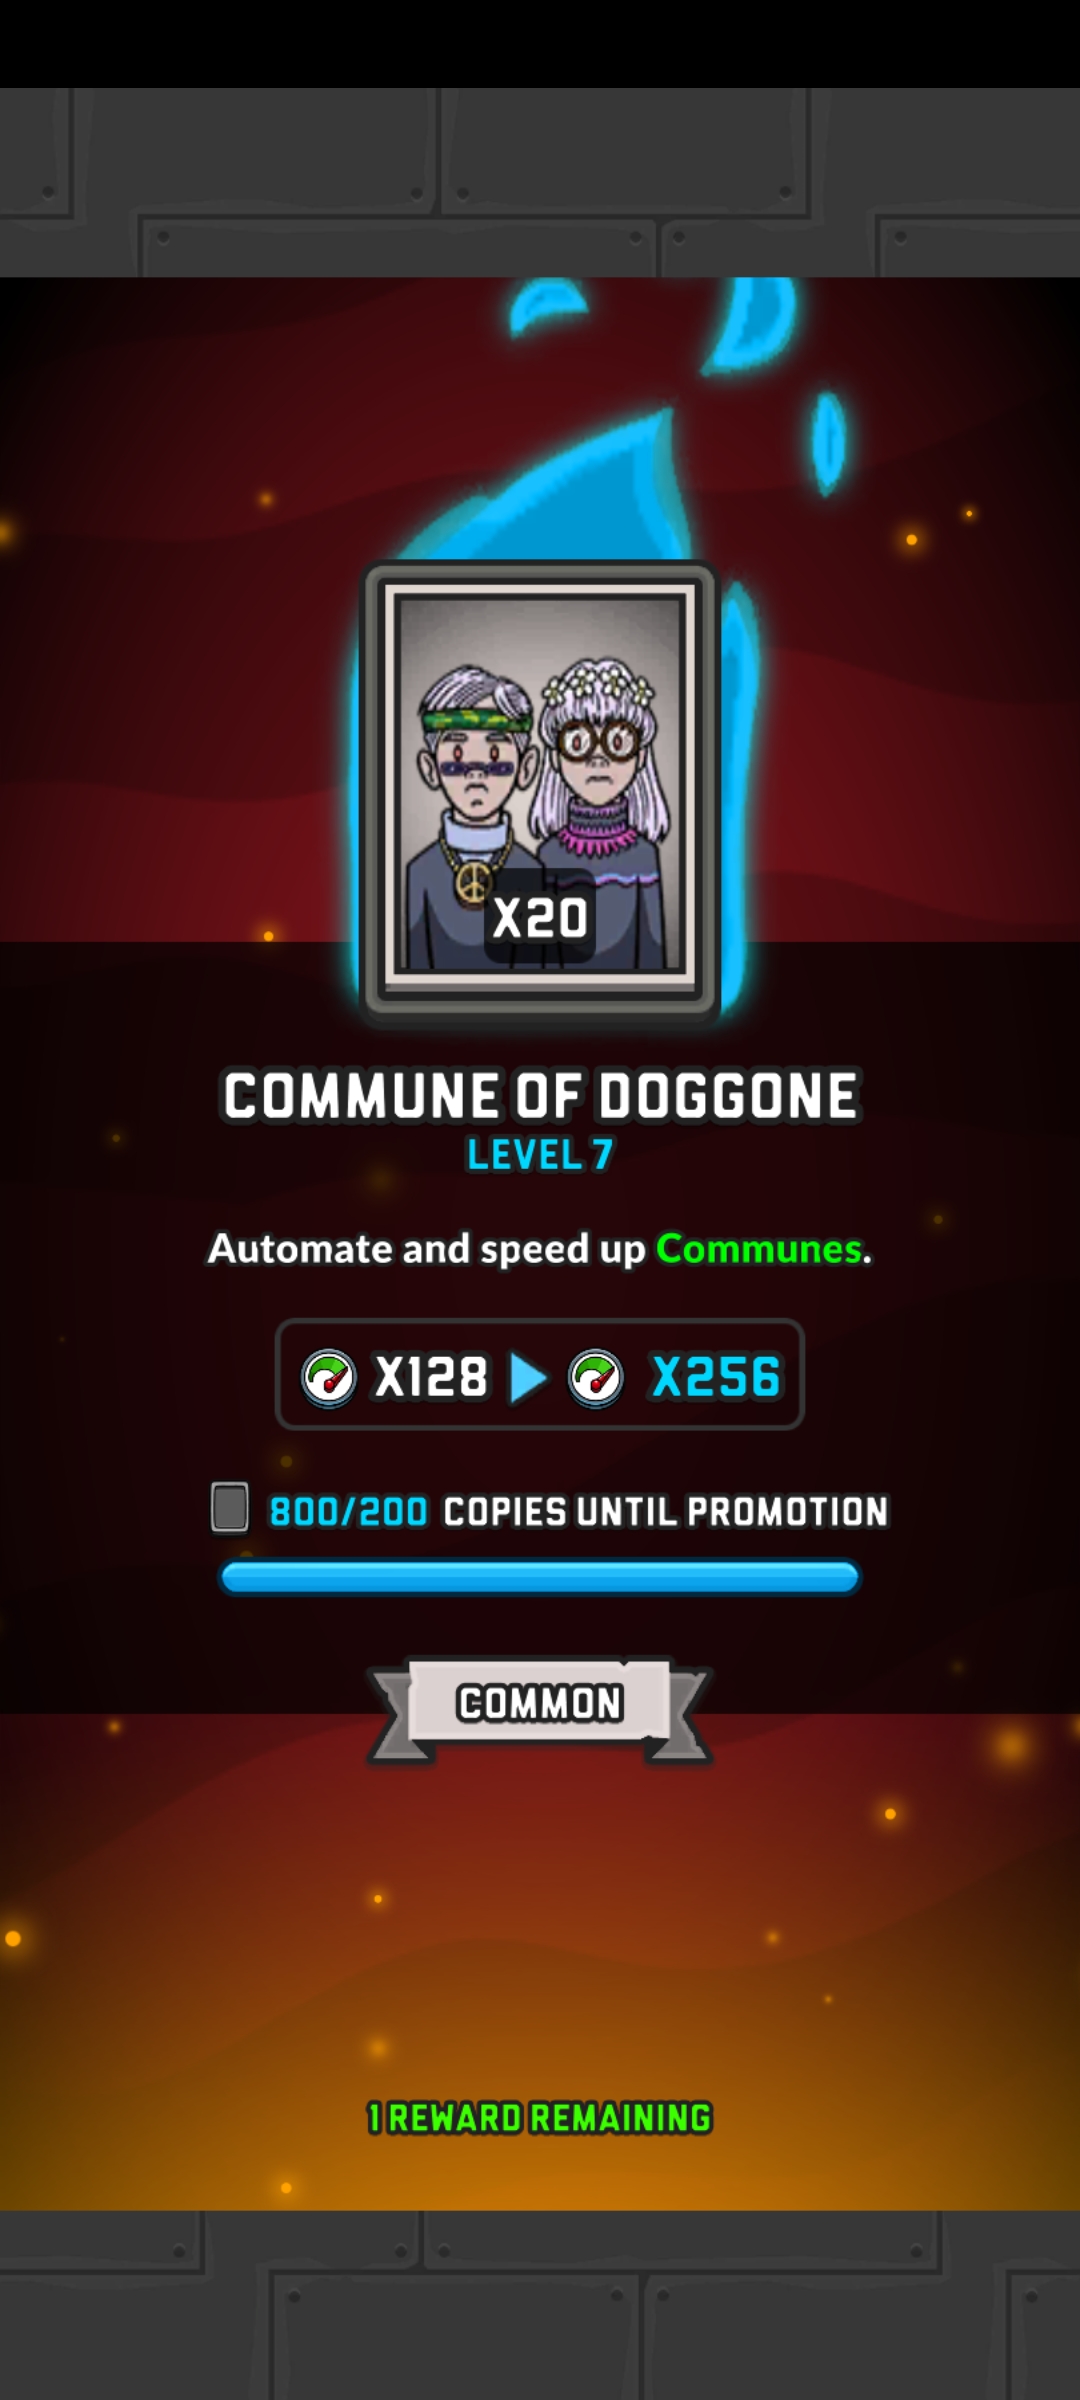 X20
COMMUNE OF DOGGONE
LEVEL 7
Automate and speed up Communes.
X128 X256
800/200 COPIES UNTIL PROMOTION
COMMON
1 REWARD REMAINING